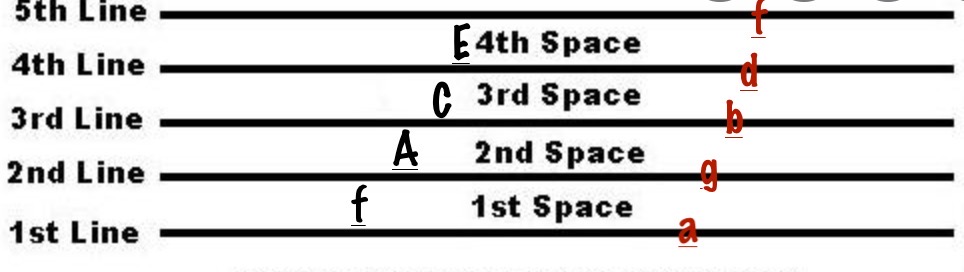 5th Line f
E 4th Space
4th Line d
C 3rd Space
3rd Line b
A 2nd Space
2nd Line g
f 1st Space
1st Line a